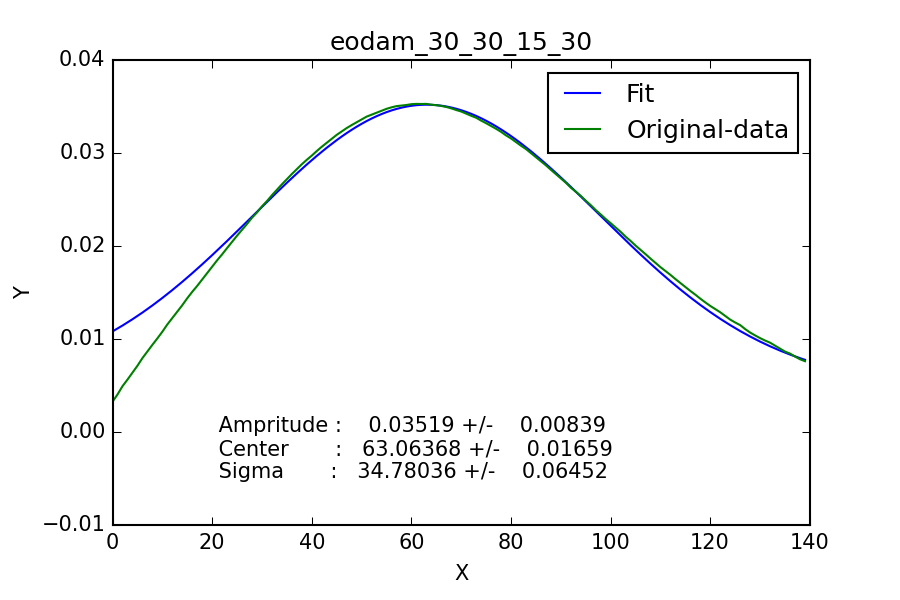 eodam_30_30_15_30
0.04
0.03
0.02
0.01
0.00
−0.01
Y
Fit
Original-data
Ampritude : 0.03519 +/- 0.00839
Center : 63.06368 +/- 0.01659
Sigma : 34.78036 +/- 0.06452
0 20 40 60 80 100 120 140
X